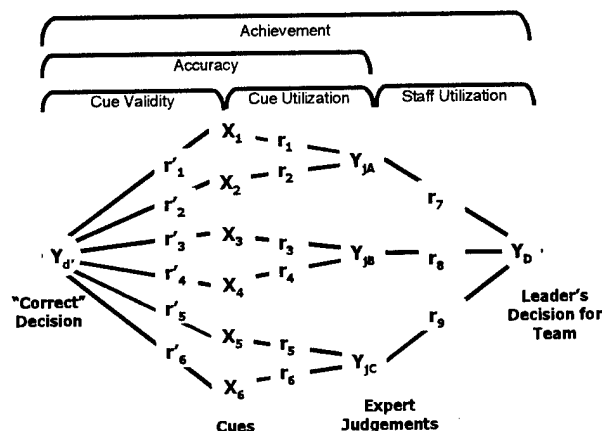 Achievement
Accuracy
Cue Validity Cue Utilization Staff Utilization
X1 r1
r'1 YjA
r2
r'2 X2 r7
r'3 X3 r3
Yd' YjB r8 YD
r'4 X4 r4
"Correct" Decision
r'5 r9
Leader's Decision for Team
X5 r5
r'6 YjC
X6 r6
Cues
Expert Judgements